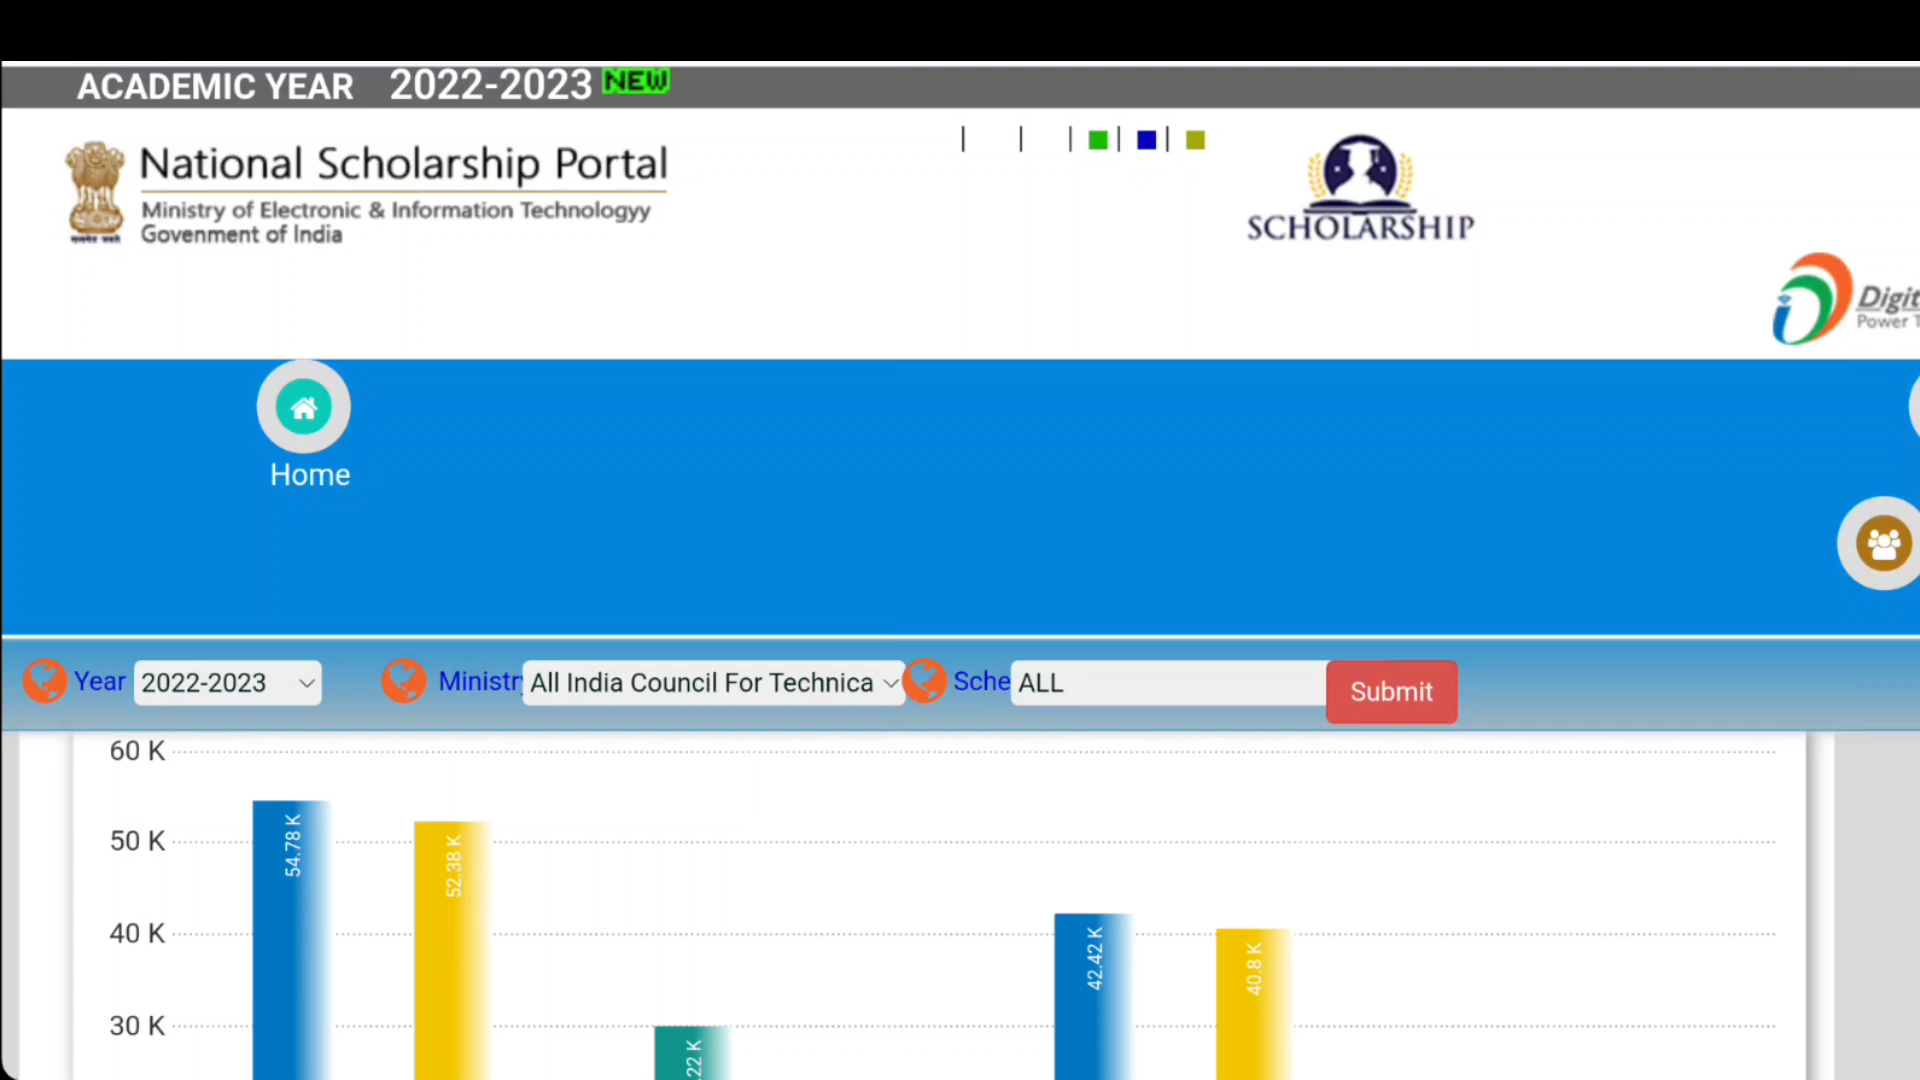 ACADEMIC YEAR 2022-2023 NEW
National Scholarship Portal
Ministry of Electronic & Information Technologyy
Govenment of India
SCHOLARSHIP
Digit
Power T
Home
Year 2022-2023 Ministr All India Council For Technica Sche ALL Submit
60 K
54.78 K
52.38 K
50 K
42.42 K
40.8 K
40 K
30 K
22 K